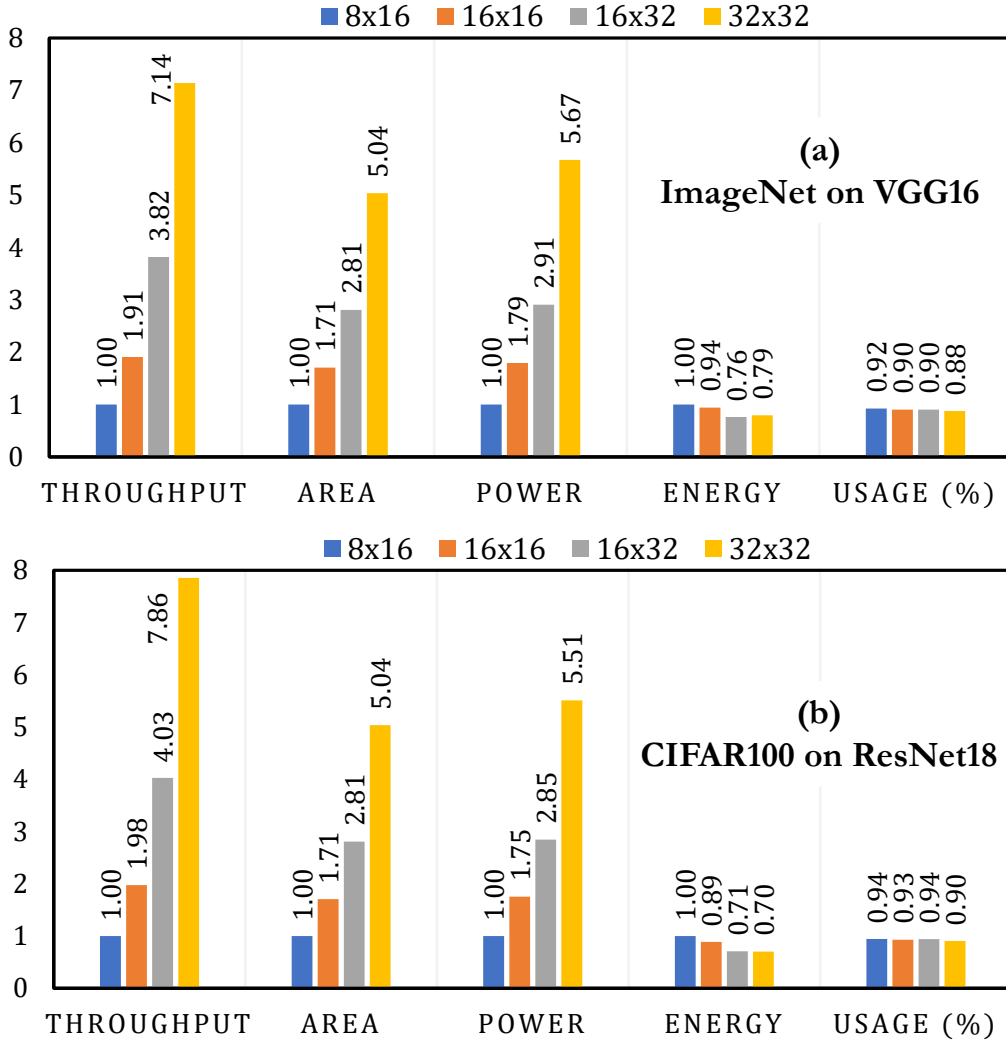 8x16 16x16 16x32 32x32
8
7
6
5
4
3
2
1
0
1.00 1.91 3.82 7.14
1.00 1.71 2.81 5.04
1.00 1.79 2.91 5.67
1.00 0.94 0.76 0.79
0.92 0.90 0.90 0.88
(a)
ImageNet on VGG16
THROUGHPUT AREA POWER ENERGY USAGE (%)
8x16 16x16 16x32 32x32
8
7
6
5
4
3
2
1
0
1.00 1.98 4.03 7.86
1.00 1.71 2.81 5.04
1.00 1.75 2.85 5.51
1.00 0.89 0.71 0.70
0.94 0.93 0.94 0.90
(b)
CIFAR100 on ResNet18
THROUGHPUT AREA POWER ENERGY USAGE (%)